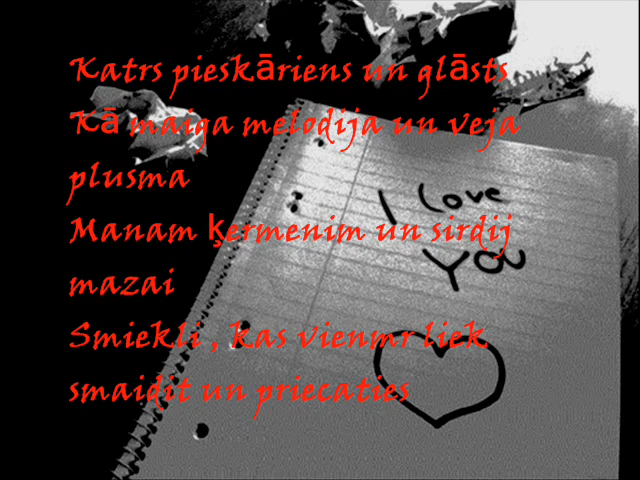 Katrs pieskāriens un glāsts
Kā maiga melodija un veja
plusma
Manam ķermenim un sirdij
mazai
Smiekli , kas vienmr liek
smaidit un priecaties
I love
You